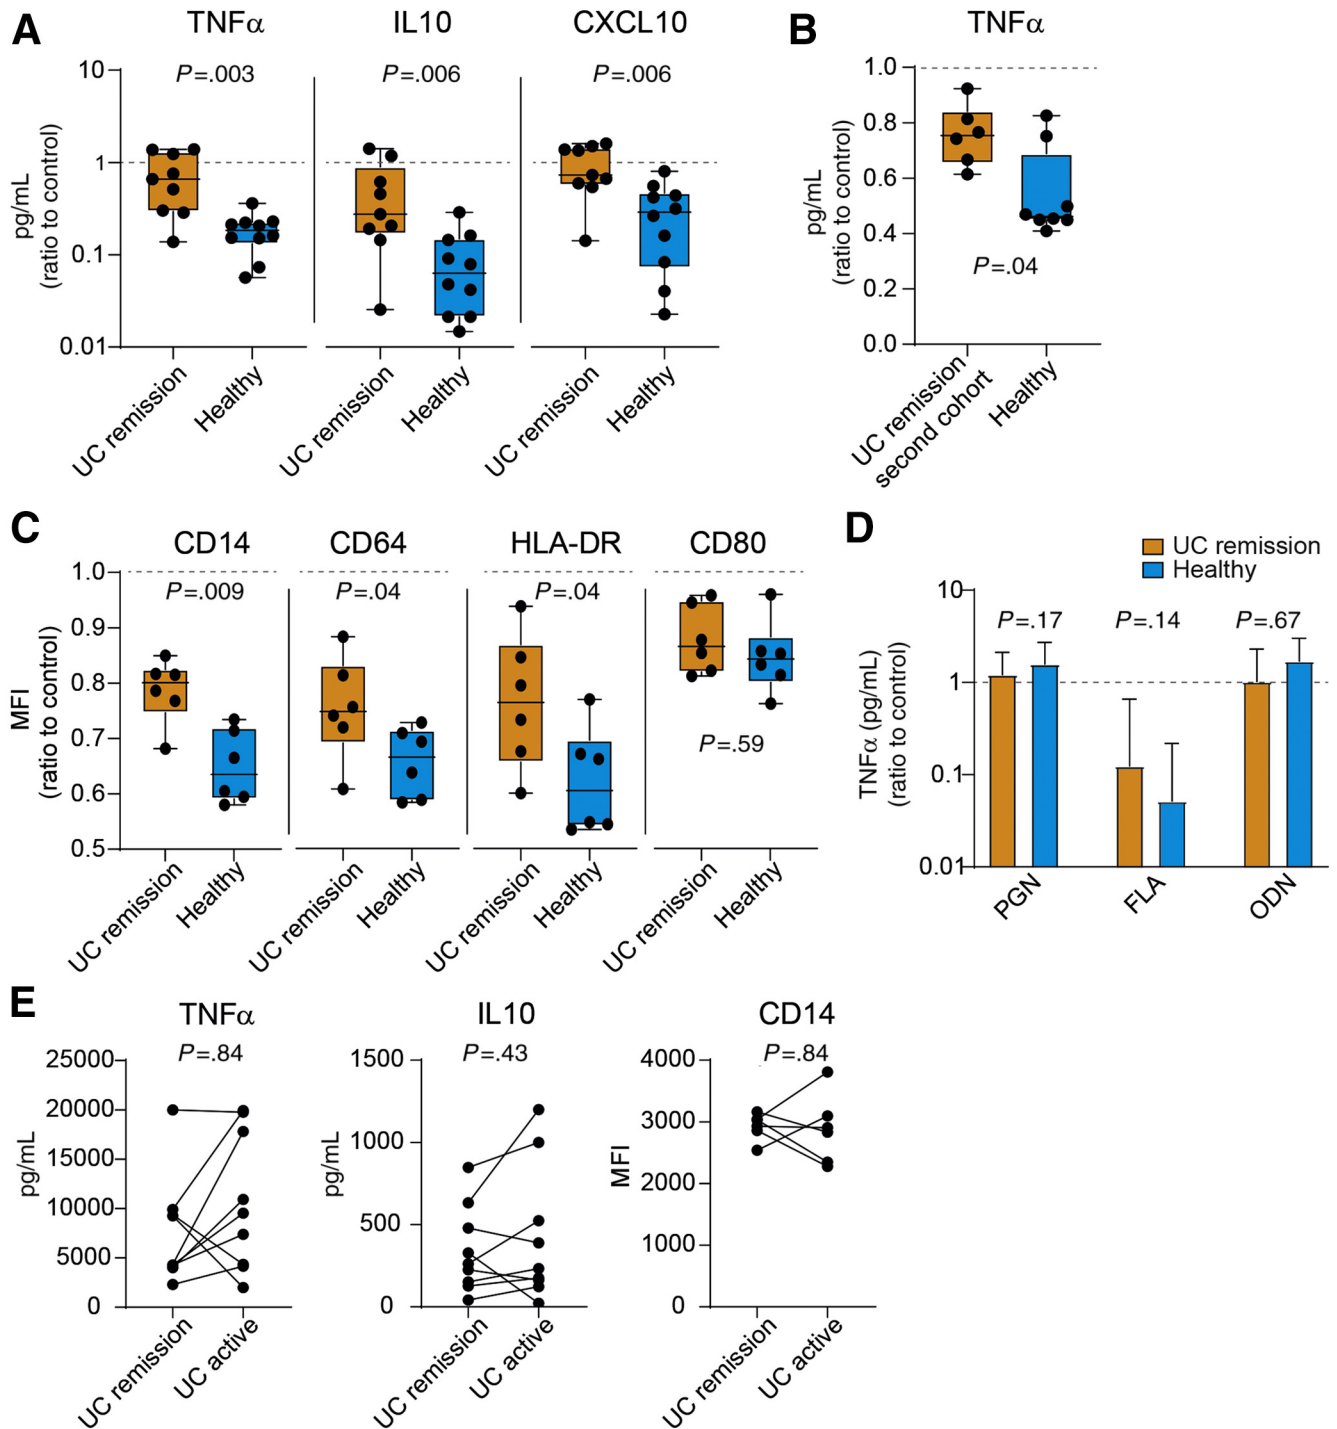 A
TNFα
IL10
CXCL10
P=.003
P=.006
P=.006
pg/mL
(ratio to control)
10
1
0.1
0.01
UC remission
Healthy
UC remission
Healthy
UC remission
Healthy
B
TNFα
pg/mL
(ratio to control)
1.0
0.8
0.6
0.4
0.2
0.0
P=.04
UC remission
second cohort
Healthy
C
CD14
CD64
HLA-DR
CD80
P=.009
P=.04
P=.04
P=.59
MFI
(ratio to control)
1.0
0.9
0.8
0.7
0.6
0.5
UC remission
Healthy
UC remission
Healthy
UC remission
Healthy
UC remission
Healthy
D
UC remission
Healthy
P=.17
P=.14
P=.67
TNFα (pg/mL)
(ratio to control)
10
1
0.1
0.01
PGN
FLA
ODN
E
TNFα
P=.84
pg/mL
25000
20000
15000
10000
5000
0
UC remission
UC active
IL10
P=.43
pg/mL
1500
1000
500
0
UC remission
UC active
CD14
P=.84
MFI
4000
3000
2000
1000
0
UC remission
UC active